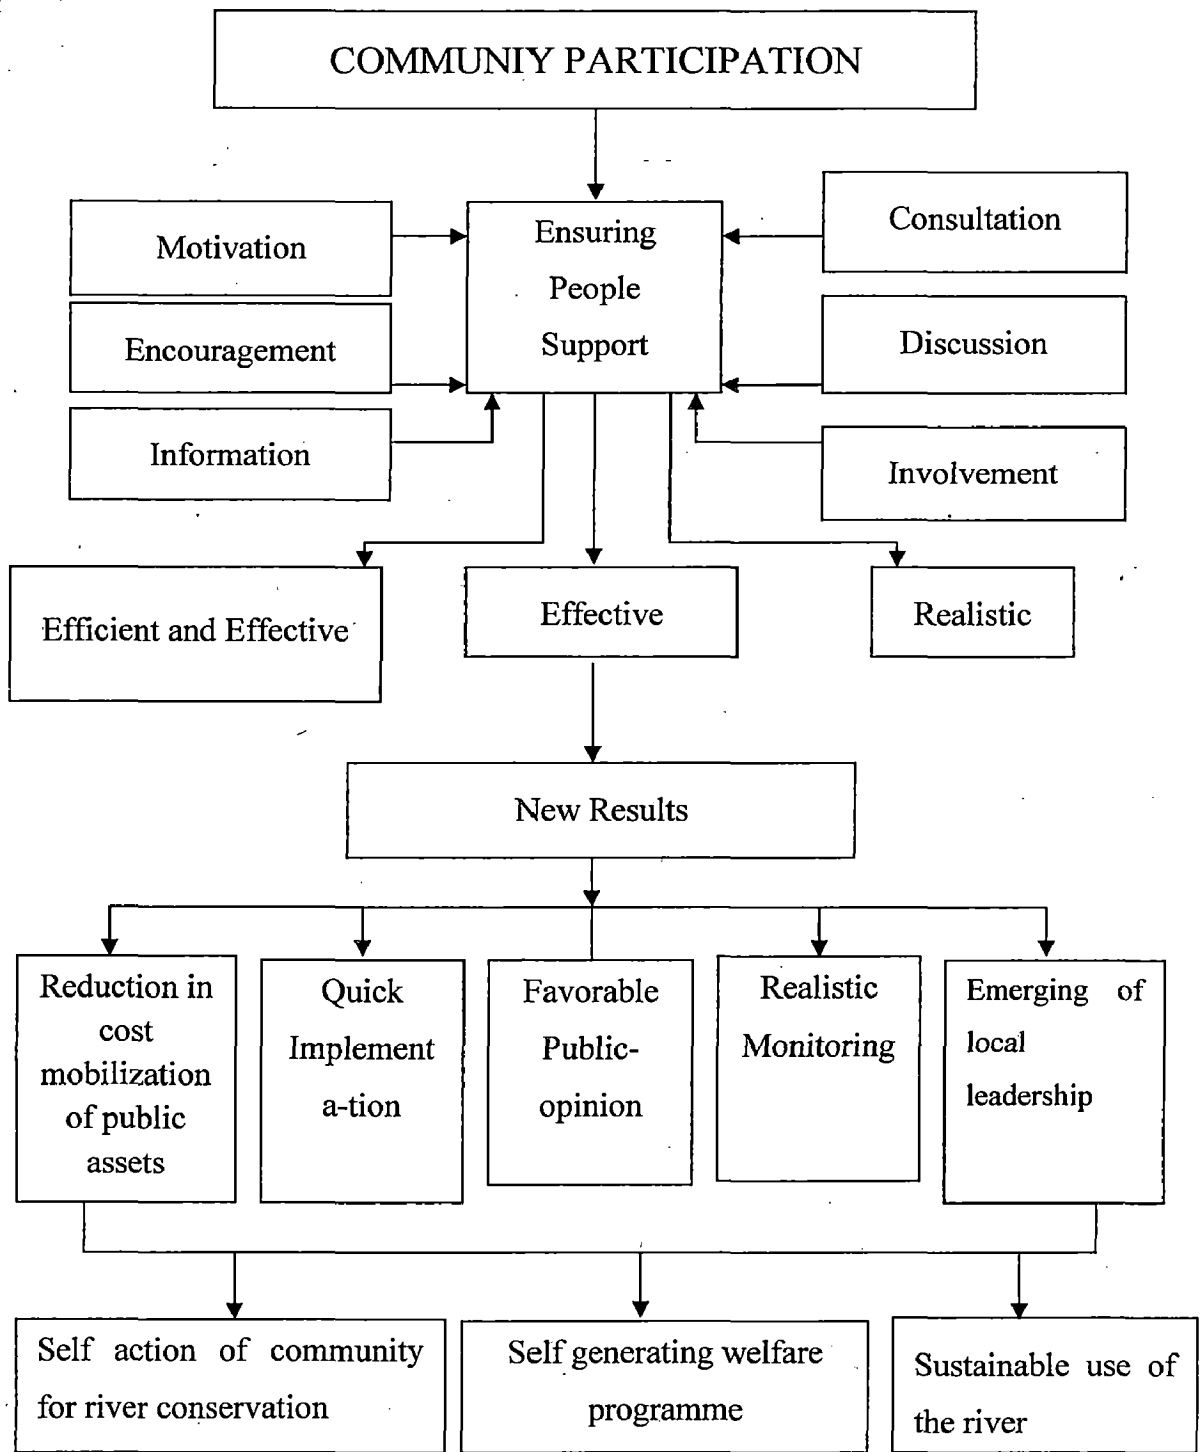 COMMUNIY PARTICIPATION
Motivation
Encouragement
Information
Ensuring
People
Support
Consultation
Discussion
Involvement
Efficient and Effective
Effective
Realistic
New Results
Reduction in
cost
mobilization
of public
assets
Quick
Implement
a-tion
Favorable
Public-
opinion
Realistic
Monitoring
Emerging of
local
leadership
Self action of community
for river conservation
Self generating welfare
programme
Sustainable use of
the river